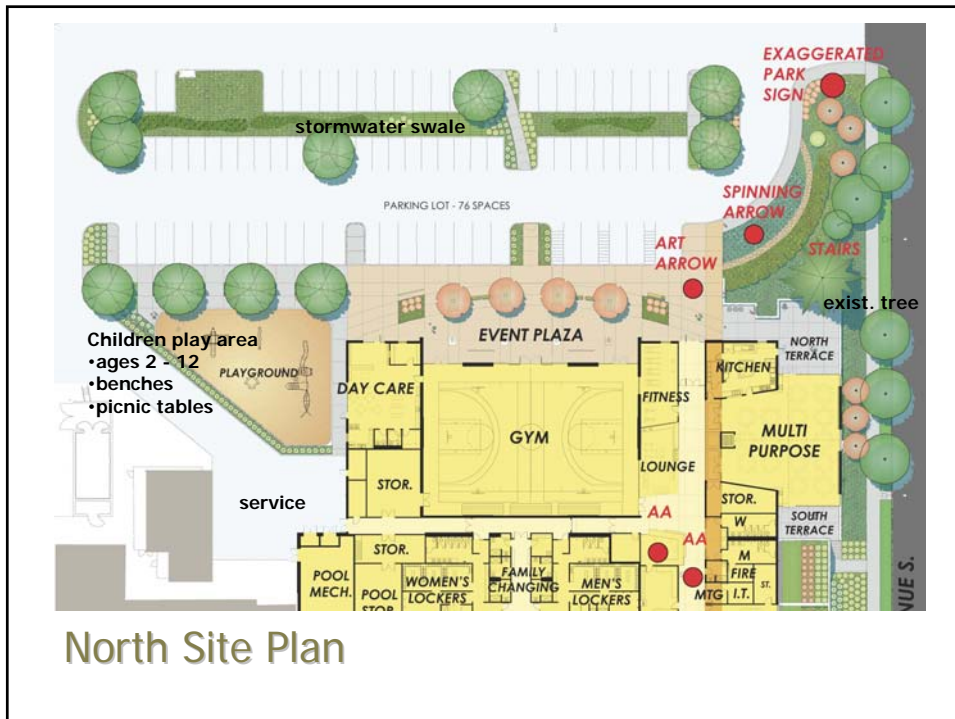 EXAGGERATED
PARK
SIGN
stormwater swale
PARKING LOT - 76 SPACES
SPINNING
ARROW
ART
ARROW
STAIRS
exist. tree
Children play area
•ages 2 - 12
•benches
•picnic tables
PLAYGROUND
EVENT PLAZA
NORTH
TERRACE
DAY CARE
KITCHEN
FITNESS
GYM
MULTI
PURPOSE
LOUNGE
STOR.
service
STOR.
AA
AA
W
SOUTH
TERRACE
STOR.
POOL
MECH.
POOL
STOR.
WOMEN'S
LOCKERS
FAMILY
CHANGING
MEN'S
LOCKERS
MTG
M
FIRE
I.T.
ST.
NUE S.
North Site Plan